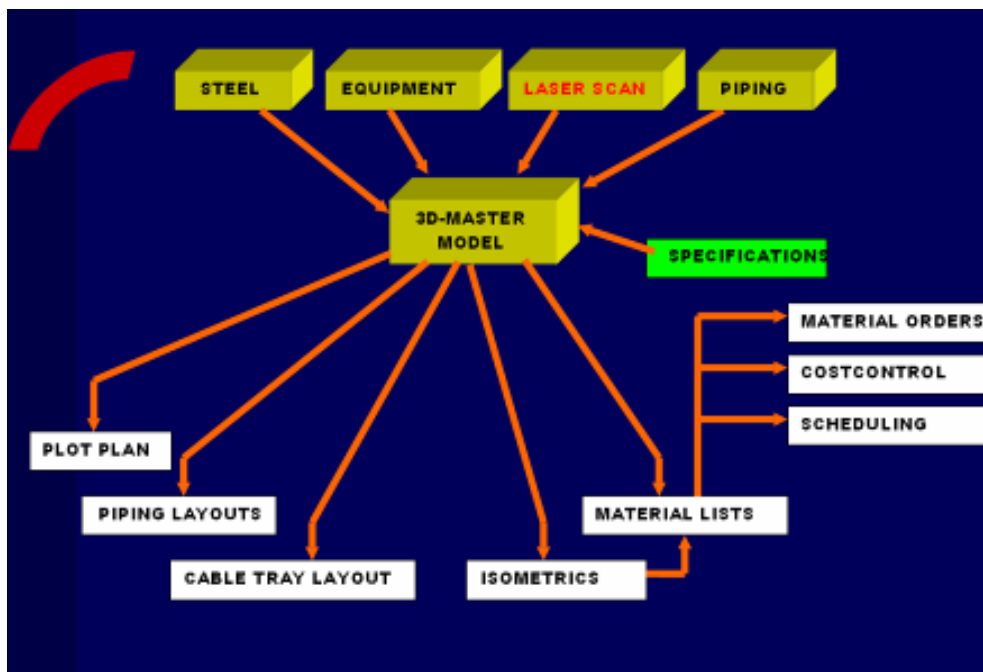 STEEL
EQUIPMENT
LASER SCAN
PIPING
3D-MASTER
MODEL
SPECIFICATIONS
MATERIAL ORDERS
COSTCONTROL
SCHEDULING
PLOT PLAN
PIPING LAYOUTS
MATERIAL LISTS
CABLE TRAY LAYOUT
ISOMETRICS